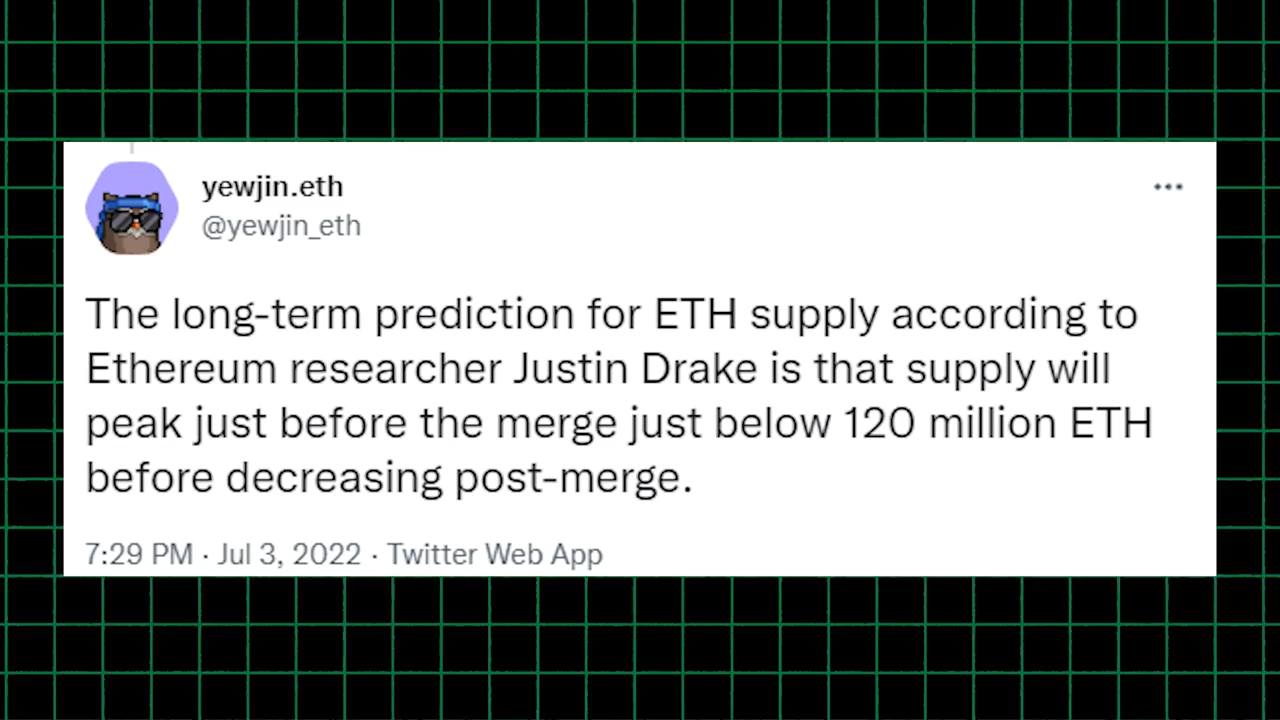 yewjin.eth
@yewjin_eth
The long-term prediction for ETH supply according to
Ethereum researcher Justin Drake is that supply will
peak just before the merge just below 120 million ETH
before decreasing post-merge.
7:29 PM · Jul 3, 2022 · Twitter Web App